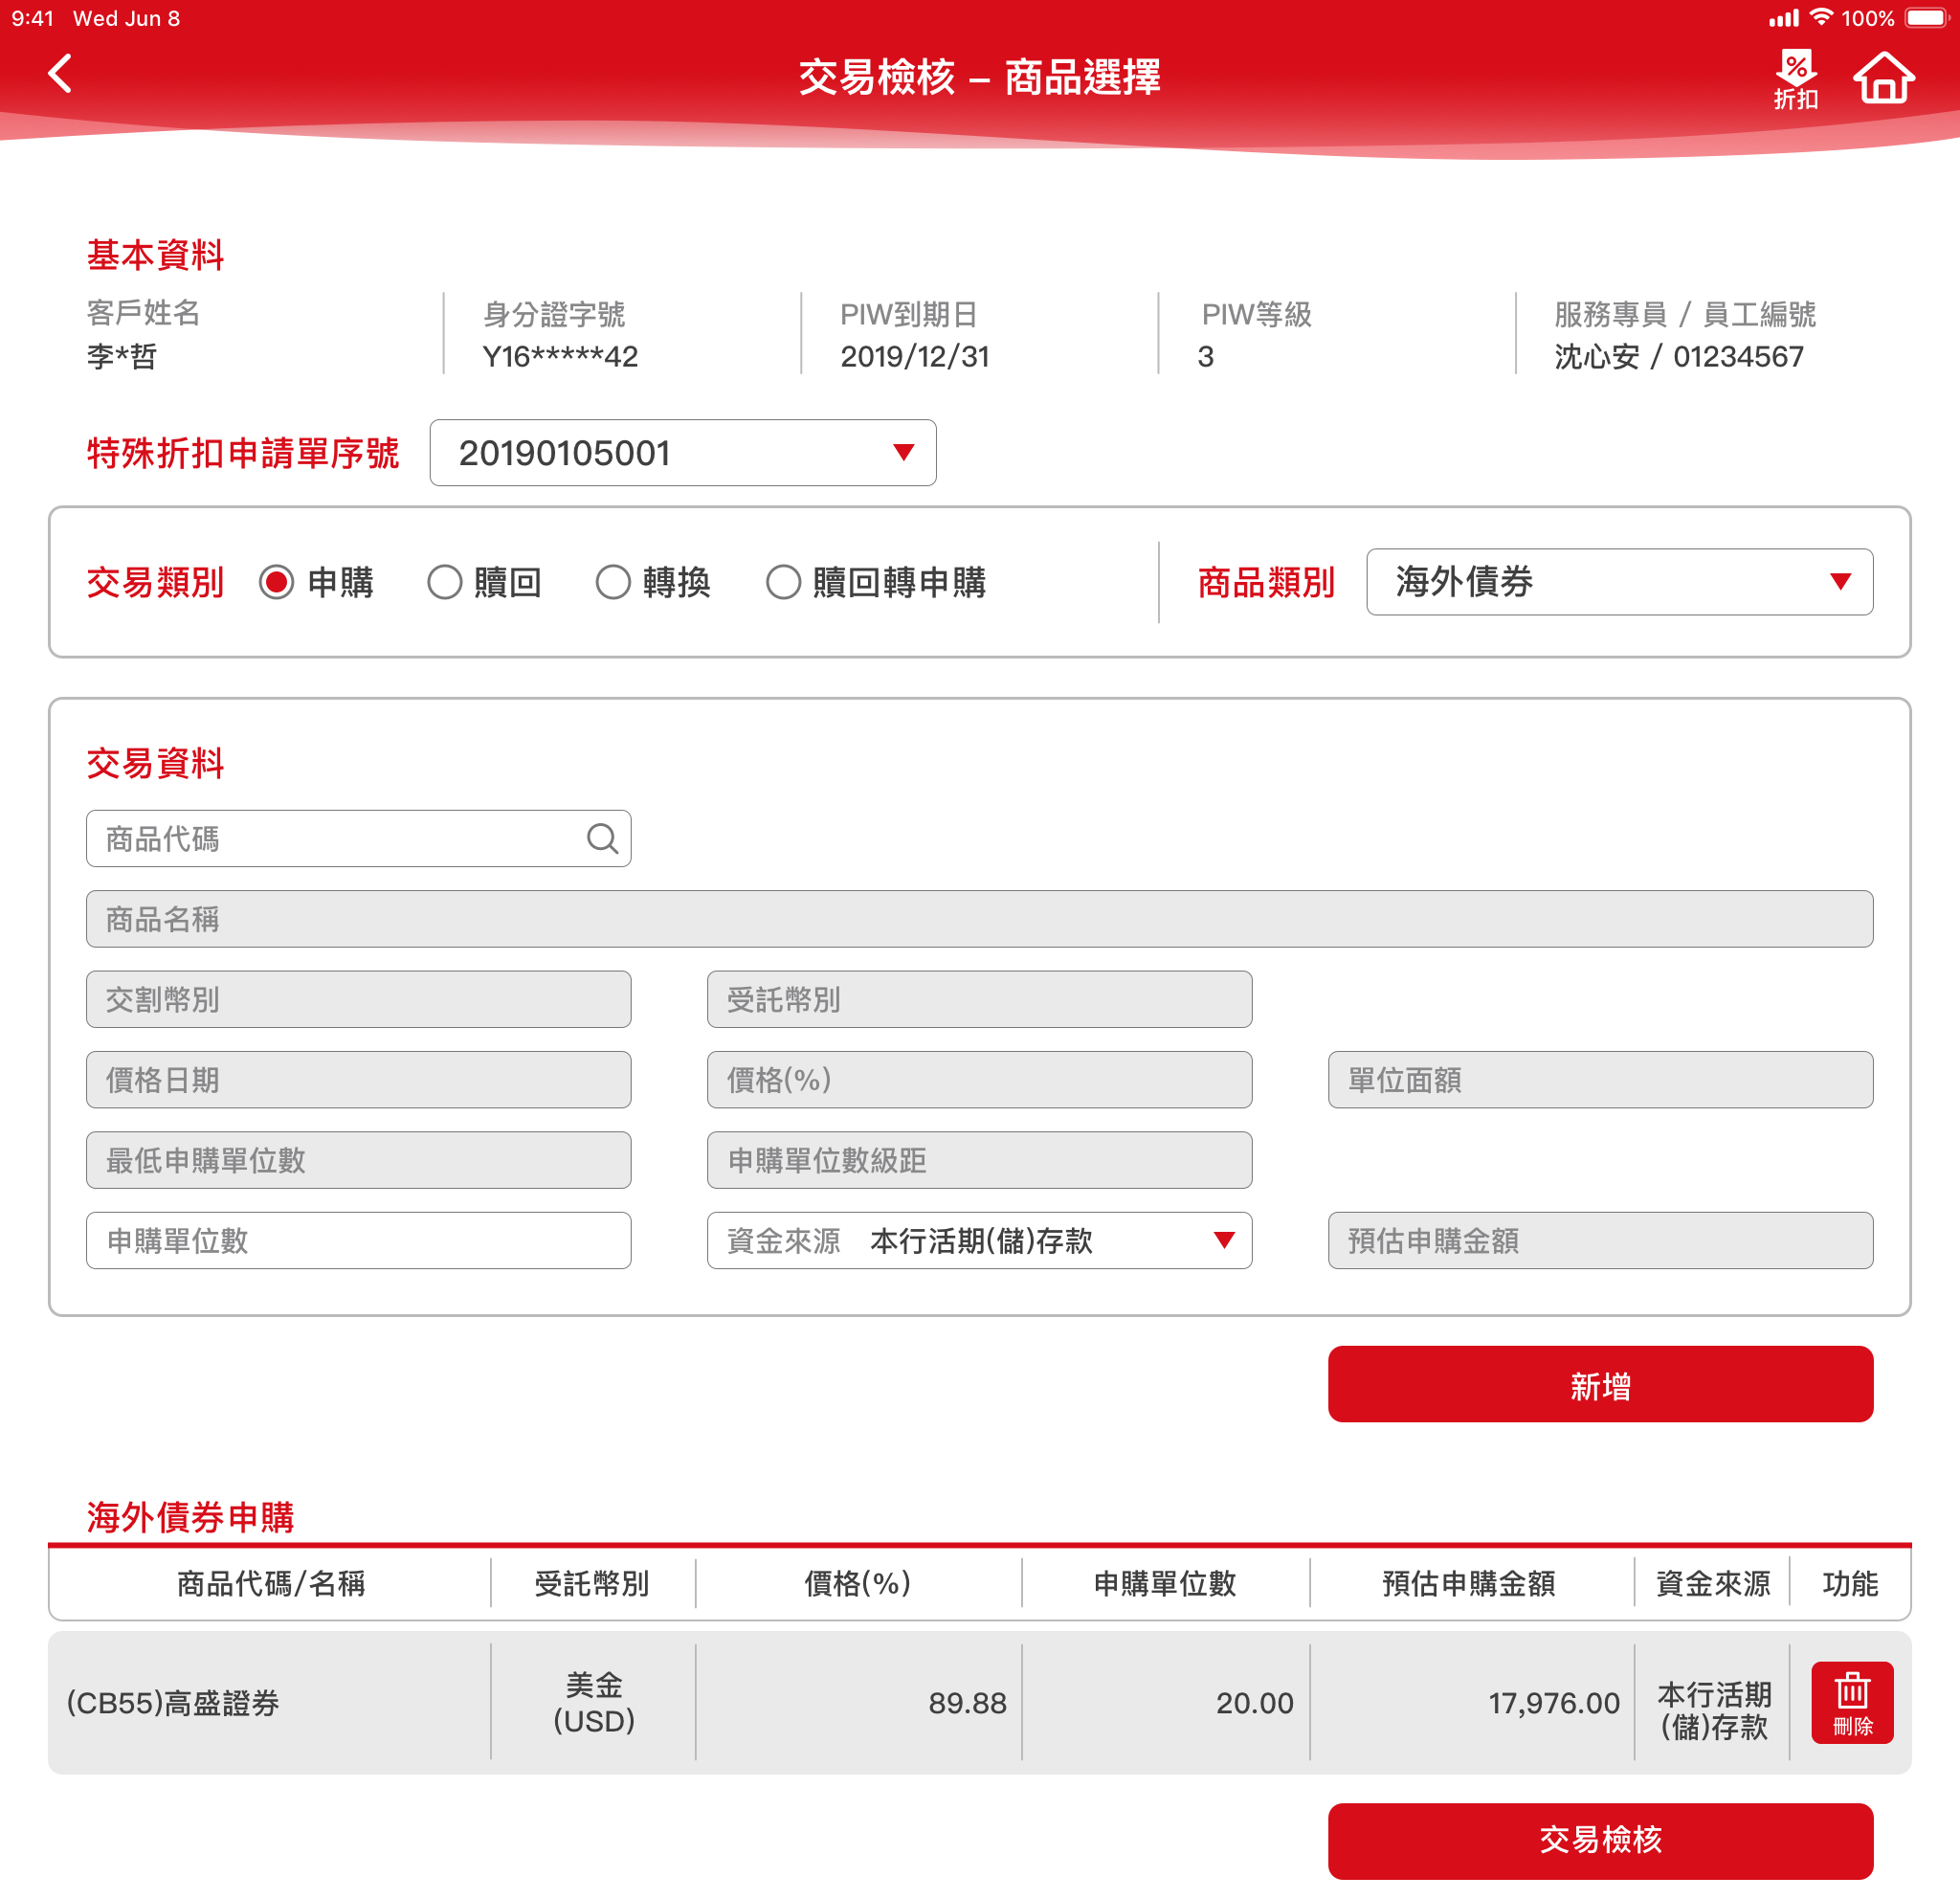 9:41 Wed Jun 8 100%
交易檢核 – 商品選擇
%
折扣
基本資料
客戶姓名 身分證字號 PIW到期日 PIW等級 服務專員 / 員工編號
李*哲 Y16*****42 2019/12/31 3 沈心安 / 01234567
特殊折扣申請單序號 20190105001
交易類別 申購 贖回 轉換 贖回轉申購 商品類別 海外債券
交易資料
商品代碼
商品名稱
交割幣別 受託幣別
價格日期 價格(%) 單位面額
最低申購單位數 申購單位數級距
申購單位數 資金來源 本行活期(儲)存款 預估申購金額
新增
海外債券申購
商品代碼/名稱 受託幣別 價格(%) 申購單位數 預估申購金額 資金來源 功能
(CB55)高盛證券 美金 (USD) 89.88 20.00 17,976.00 本行活期 (儲)存款 刪除
交易檢核